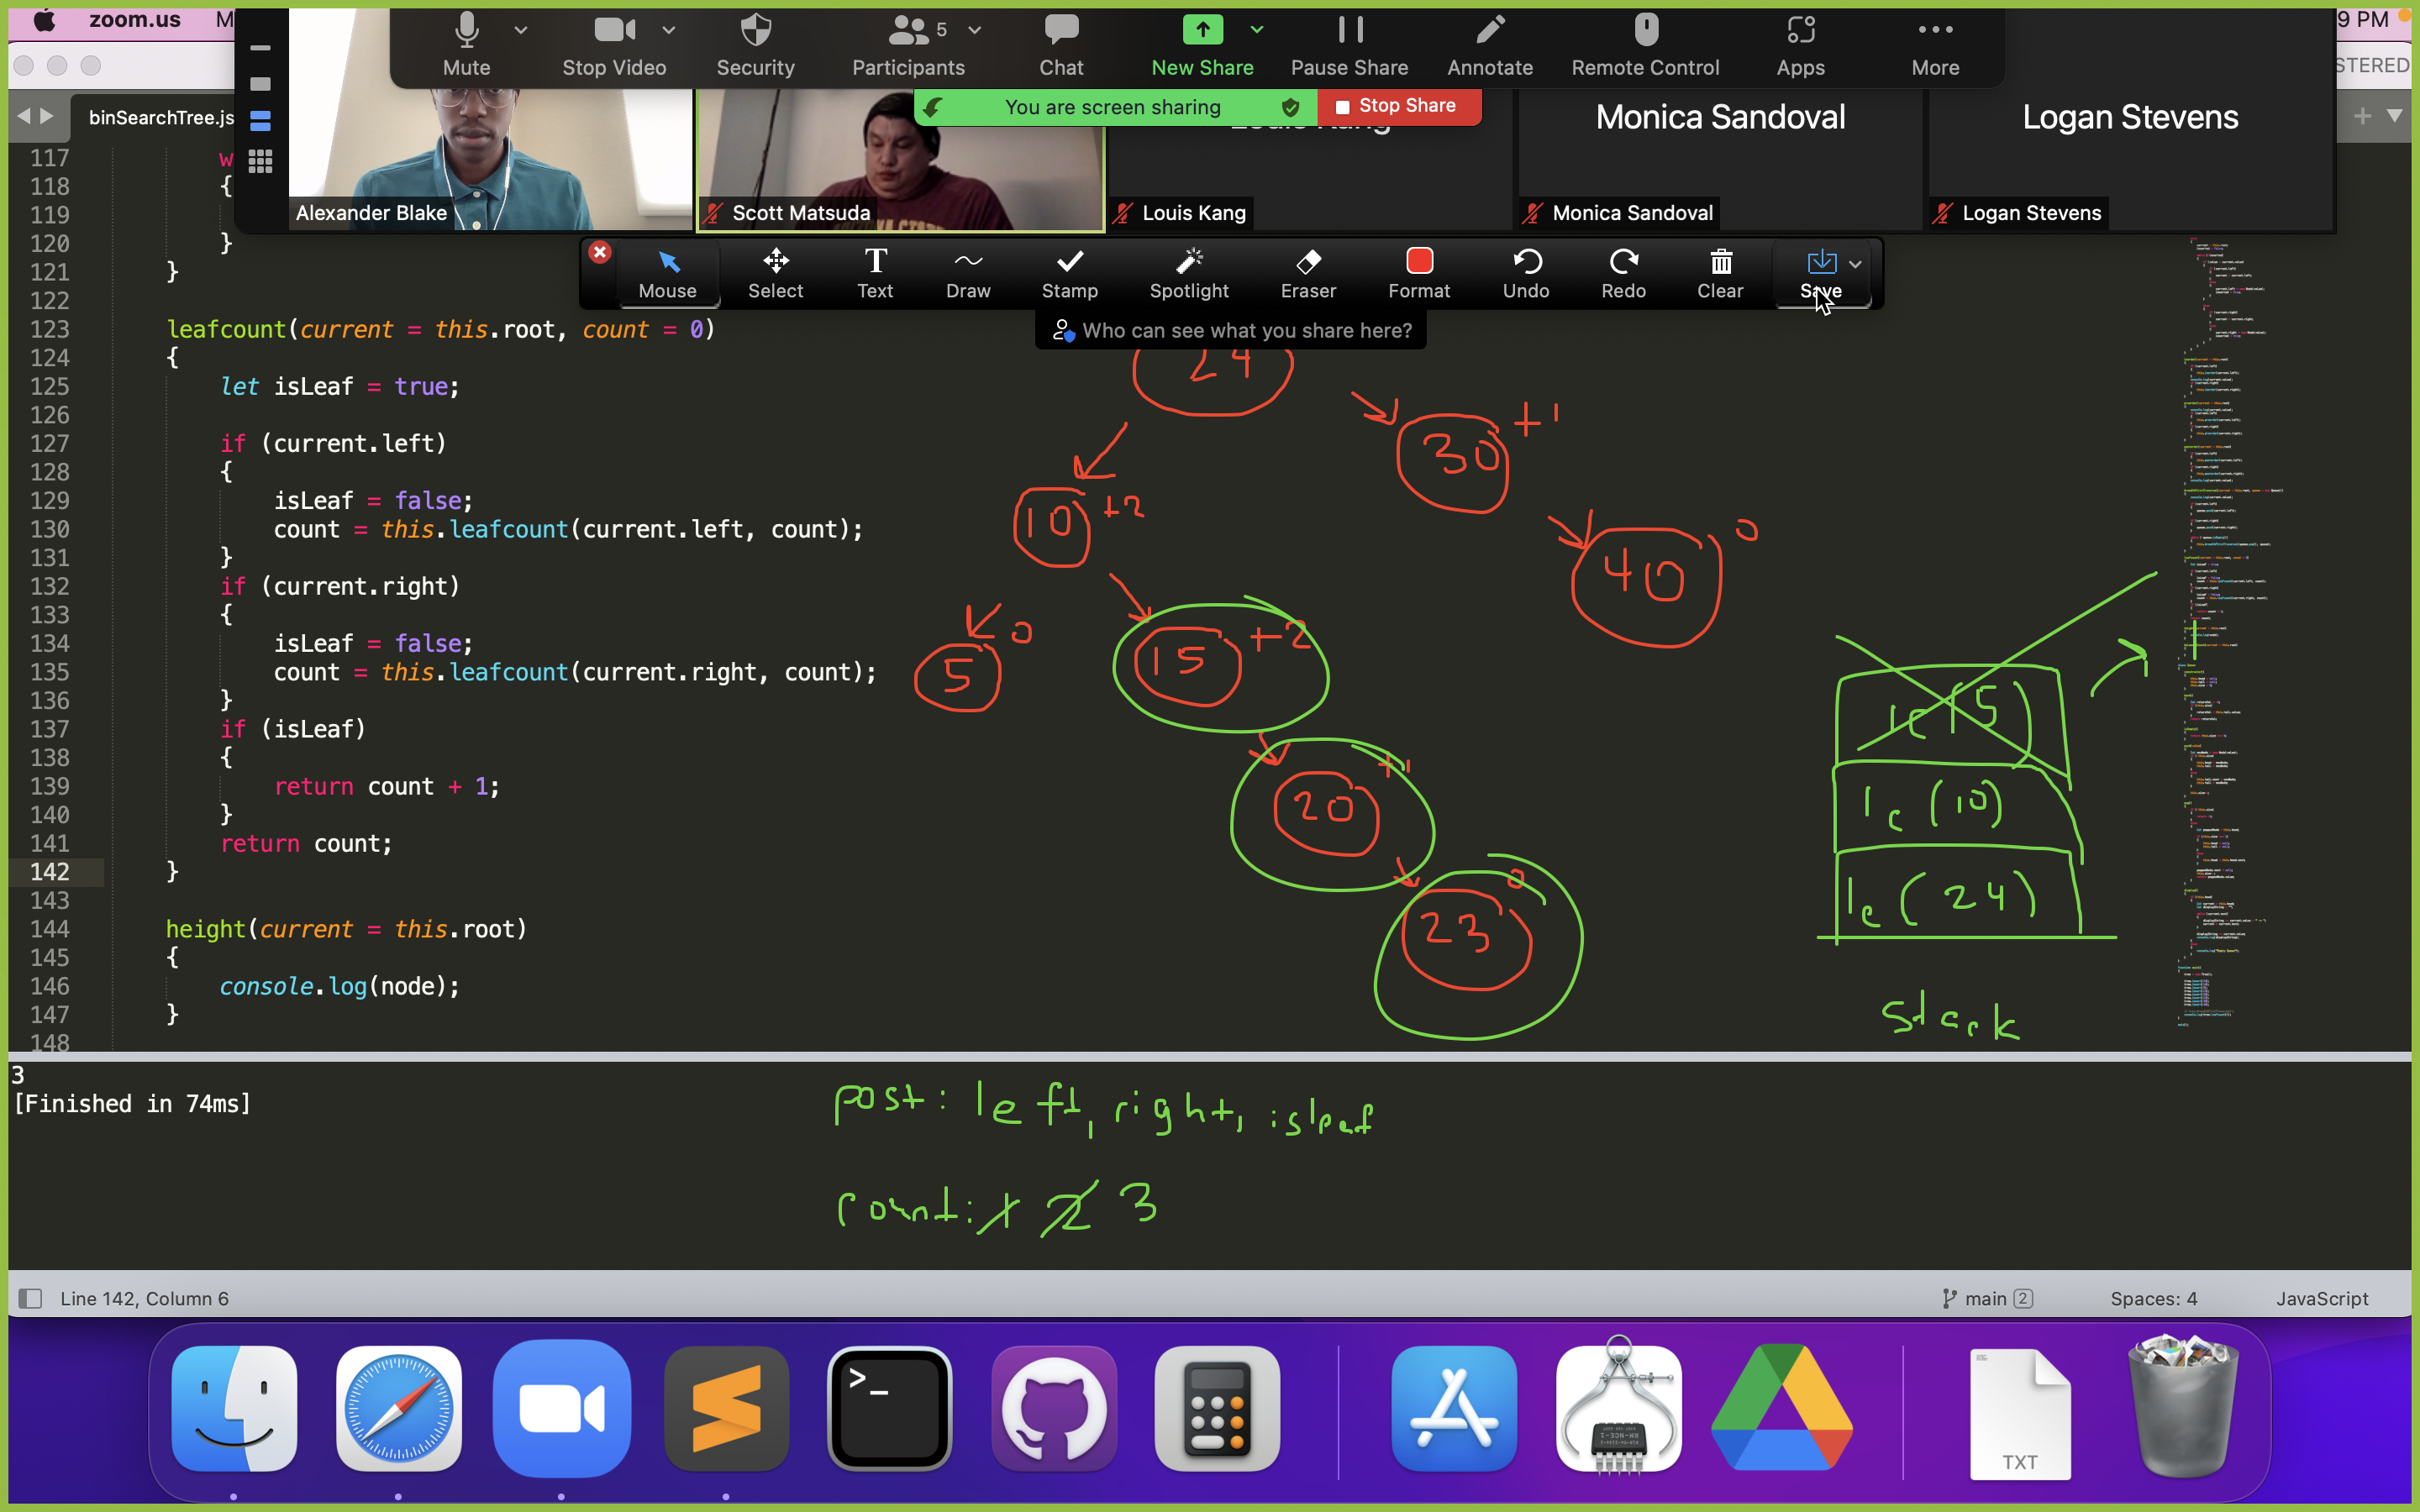 zoom.us M
9 PM
Mute Stop Video Security Participants 5 Chat New Share Pause Share Annotate Remote Control Apps More
STERED
You are screen sharing Stop Share
binSearchTree.js
Louis Kang Monica Sandoval Logan Stevens
Alexander Blake Scott Matsuda Louis Kang Monica Sandoval Logan Stevens
Mouse Select Text Draw Stamp Spotlight Eraser Format Undo Redo Clear Save
Who can see what you share here?
117 w
118 {
119
120 }
121 }
122
123 leafcount(current = this.root, count = 0)
124 {
125 let isLeaf = true;
126
127 if (current.left)
128 {
129 isLeaf = false;
130 count = this.leafcount(current.left, count);
131 }
132 if (current.right)
133 {
134 isLeaf = false;
135 count = this.leafcount(current.right, count);
136 }
137 if (isLeaf)
138 {
139 return count + 1;
140 }
141 return count;
142 }
143
144 height(current = this.root)
145 {
146 console.log(node);
147 }
148
24
30 +1
10 +2
40 0
5 0
15 +2
20 +1
23 0
lc(5)
lc(10)
lc(24)
stack
3
[Finished in 74ms]
post: left, right, isleaf
count: 1 2 3
Line 142, Column 6 main 2 Spaces: 4 JavaScript
>_
TXT